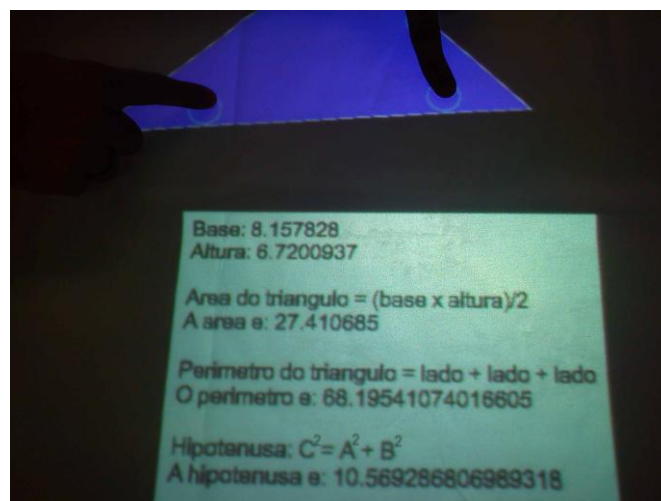 Base: 8.157828
Altura: 6.7200937
Area do triangulo = (base x altura)/2
A area e: 27.410685
Perimetro do triangulo = lado + lado + lado
O perimetro e: 68.19541074016605
Hipotenusa: C²= A²+ B²
A hipotenusa e: 10.569286806989318